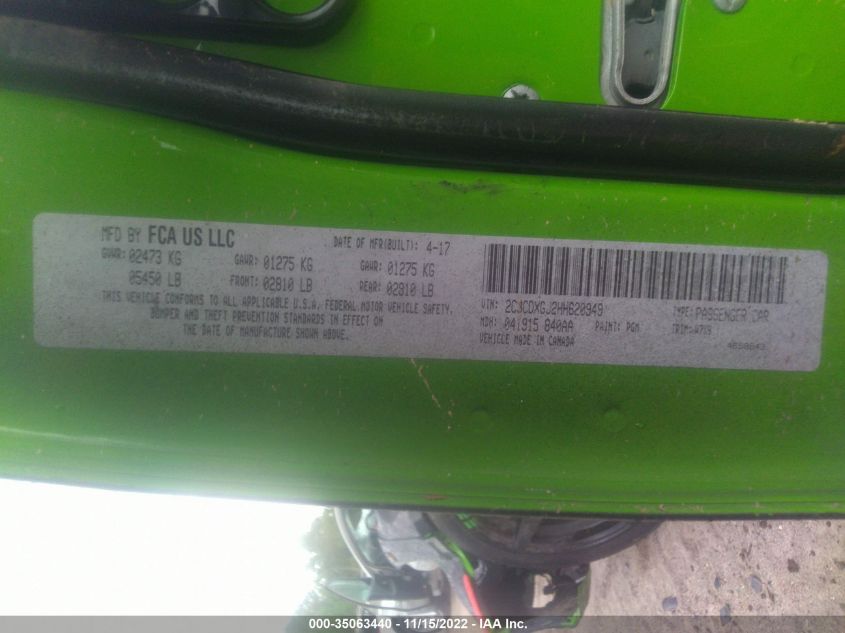 MFD BY FCA US LLC
DATE OF MFR(BUILT): 4-17
GVWR: 02473 KG GAWR: 01275 KG GAWR: 01275 KG
05450 LB FRONT: 02810 LB REAR: 02810 LB
THIS VEHICLE CONFORMS TO ALL APPLICABLE U.S.A. FEDERAL MOTOR VEHICLE SAFETY,
BUMPER AND THEFT PREVENTION STANDARDS IN EFFECT ON
THE DATE OF MANUFACTURE SHOWN ABOVE.
VIN: TYPE: PASSENGER CAR
MDH: 041915 840AA PAINT: PGM TRIM:
VEHICLE MADE IN CANADA
000-35063440 - 11/15/2022 - IAA Inc.